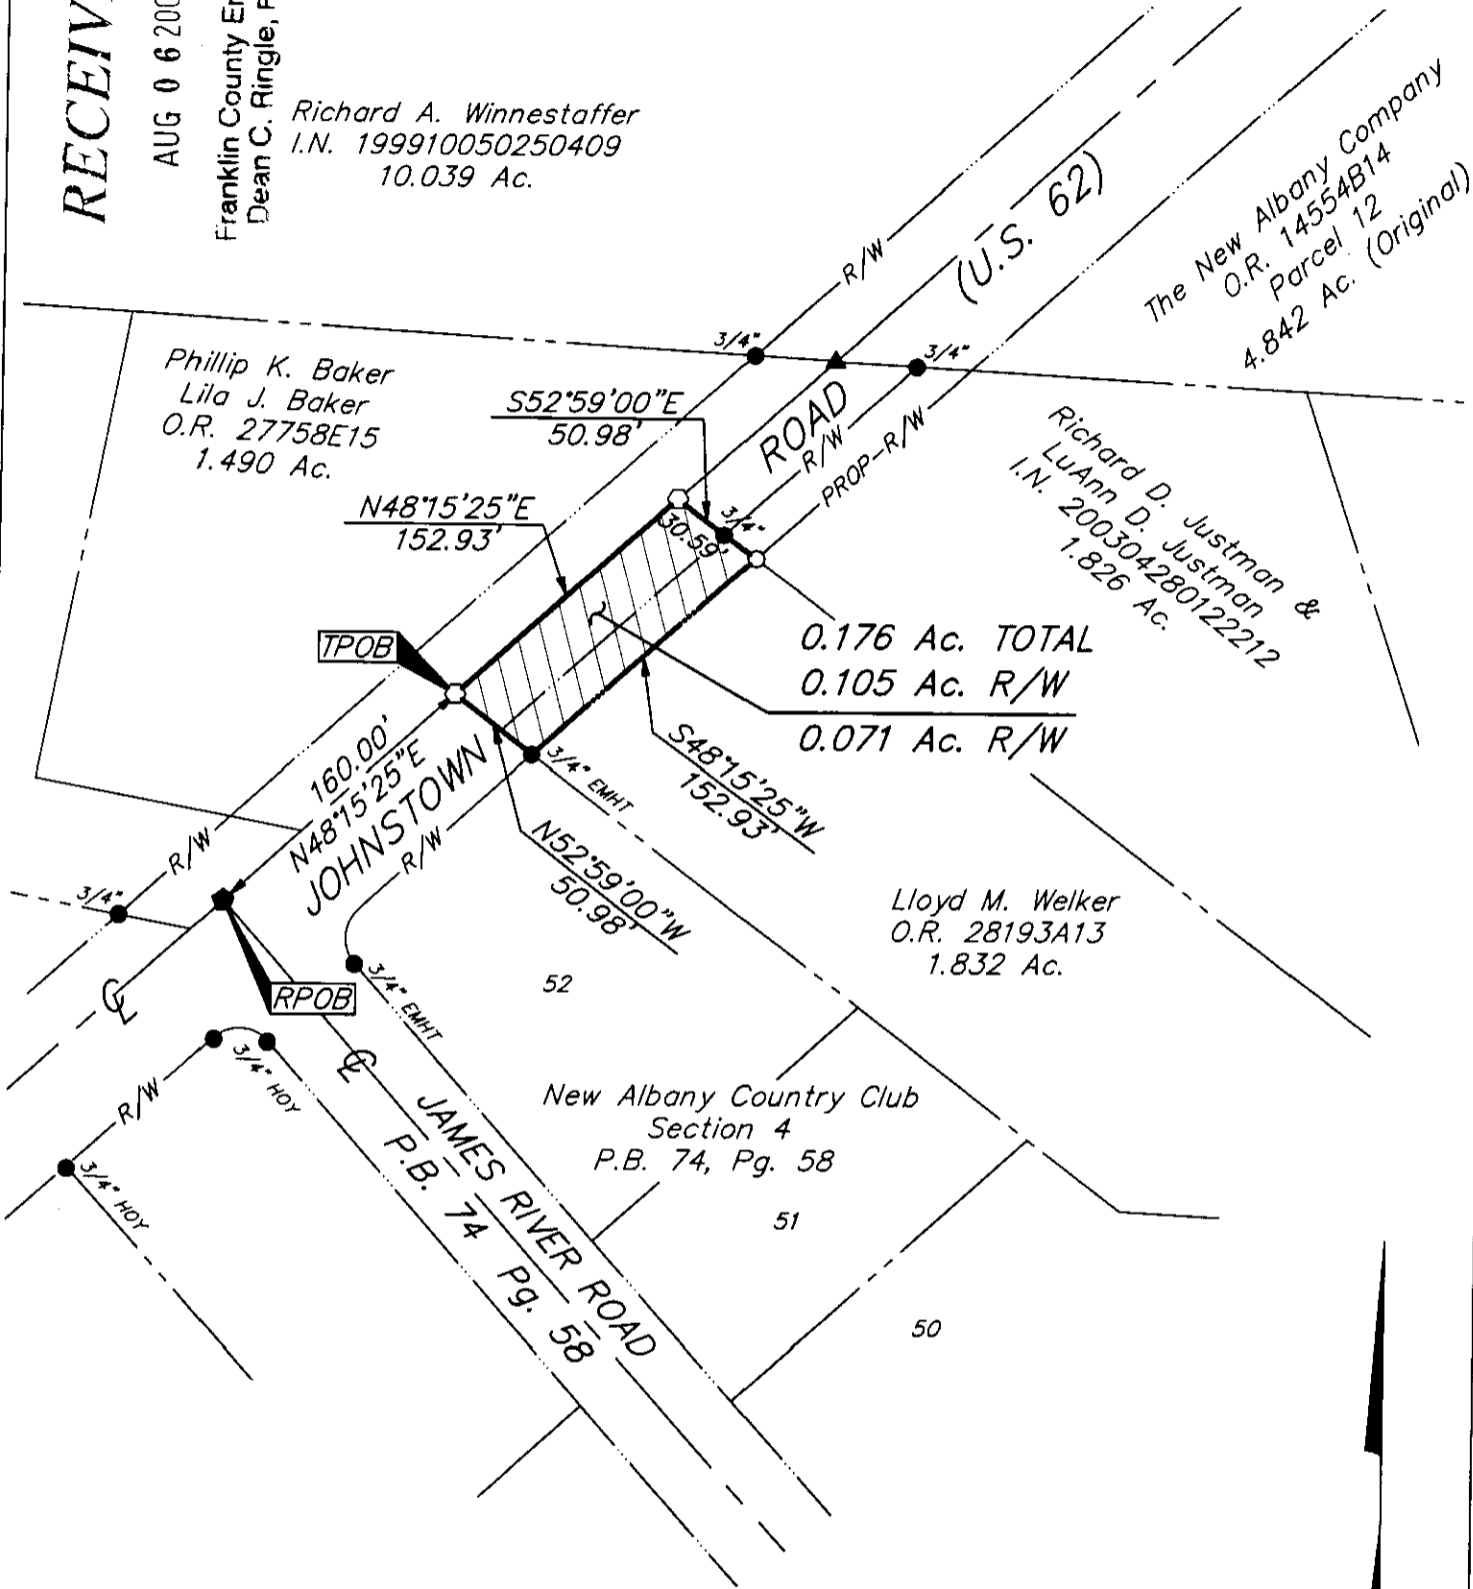 AUG 0 6
Franklin County
Dean C. Ringle,
Richard A. Winnestaffer
I.N. 199910050250409
10.039 Ac.
R/W
(U.S. 62)
The New Albany Company
O.R. 14554B14
Parcel 12
4.842 Ac. (Original)
3/4"
3/4"
Phillip K. Baker
Lila J. Baker
O.R. 27758E15
1.490 Ac.
S52°59'00"E
50.98'
ROAD
R/W
PROP-R/W
Richard D. Justman &
LuAnn D. Justman
I.N. 200304280122212
1.826 Ac.
N48°15'25"E
152.93'
3/4"
30.59'
TPOB
0.176 Ac. TOTAL
0.105 Ac. R/W
0.071 Ac. R/W
160.00'
N48°15'25"E
JOHNSTOWN
3/4" EMHT
S48°15'25"W
152.93'
R/W
R/W
N52°59'00"W
50.98'
3/4"
Lloyd M. Welker
O.R. 28193A13
1.832 Ac.
RPOB
3/4" EMHT
52
3/4" HOY
R/W
3/4" HOY
New Albany Country Club
Section 4
P.B. 74, Pg. 58
JAMES RIVER ROAD
P.B. 74 Pg. 58
51
50